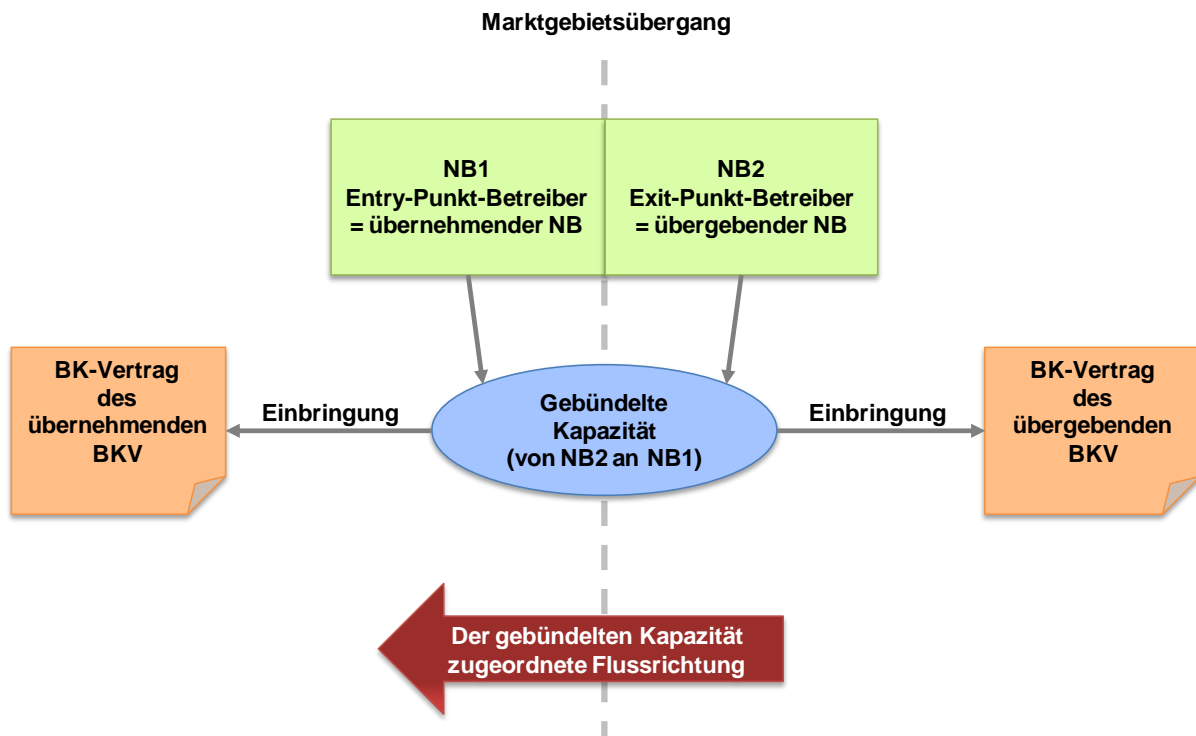 Marktgebietsübergang
NB1
Entry-Punkt-Betreiber
= übernehmender NB
NB2
Exit-Punkt-Betreiber
= übergebender NB
BK-Vertrag
des
übernehmenden
BKV
Einbringung
Gebündelte
Kapazität
(von NB2 an NB1)
Einbringung
BK-Vertrag
des
übergebenden
BKV
Der gebündelten Kapazität
zugeordnete Flussrichtung